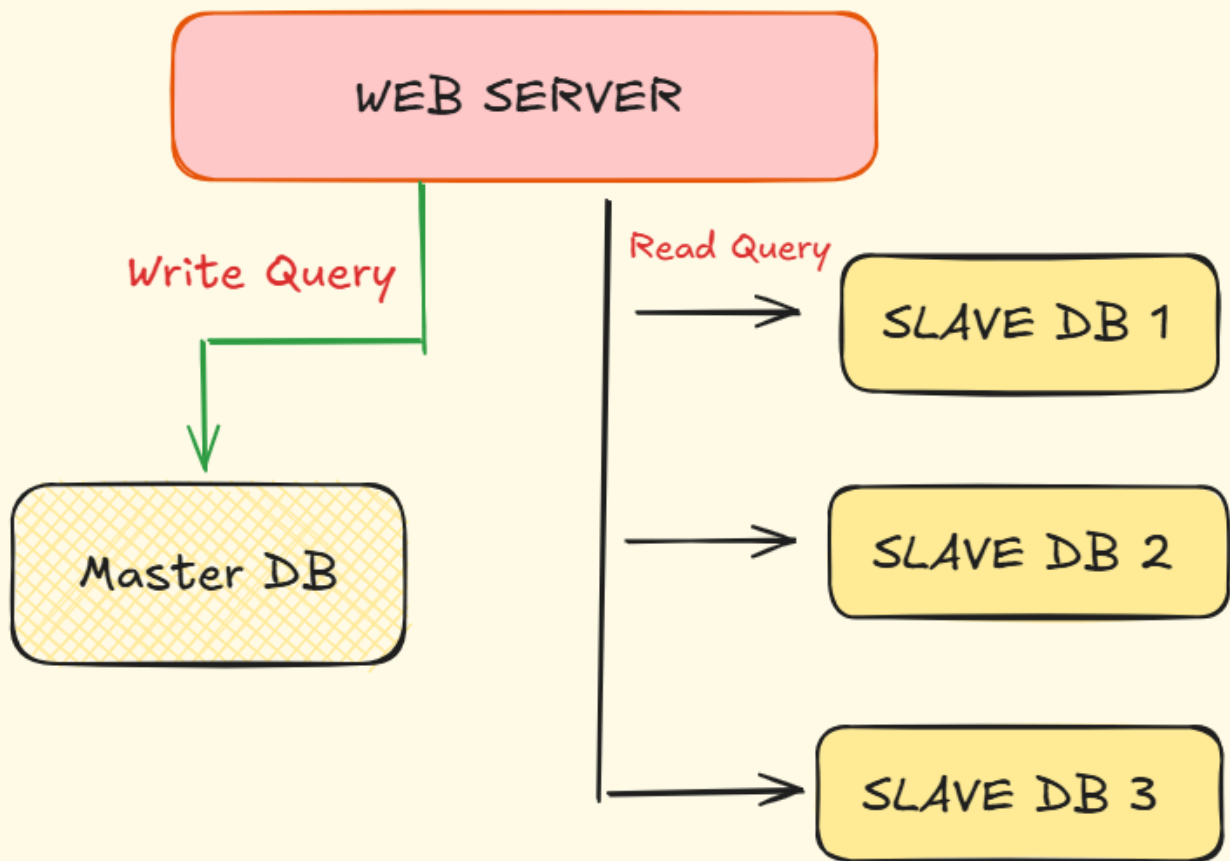 WEB SERVER
Write Query
Read Query
SLAVE DB 1
Master DB
SLAVE DB 2
SLAVE DB 3